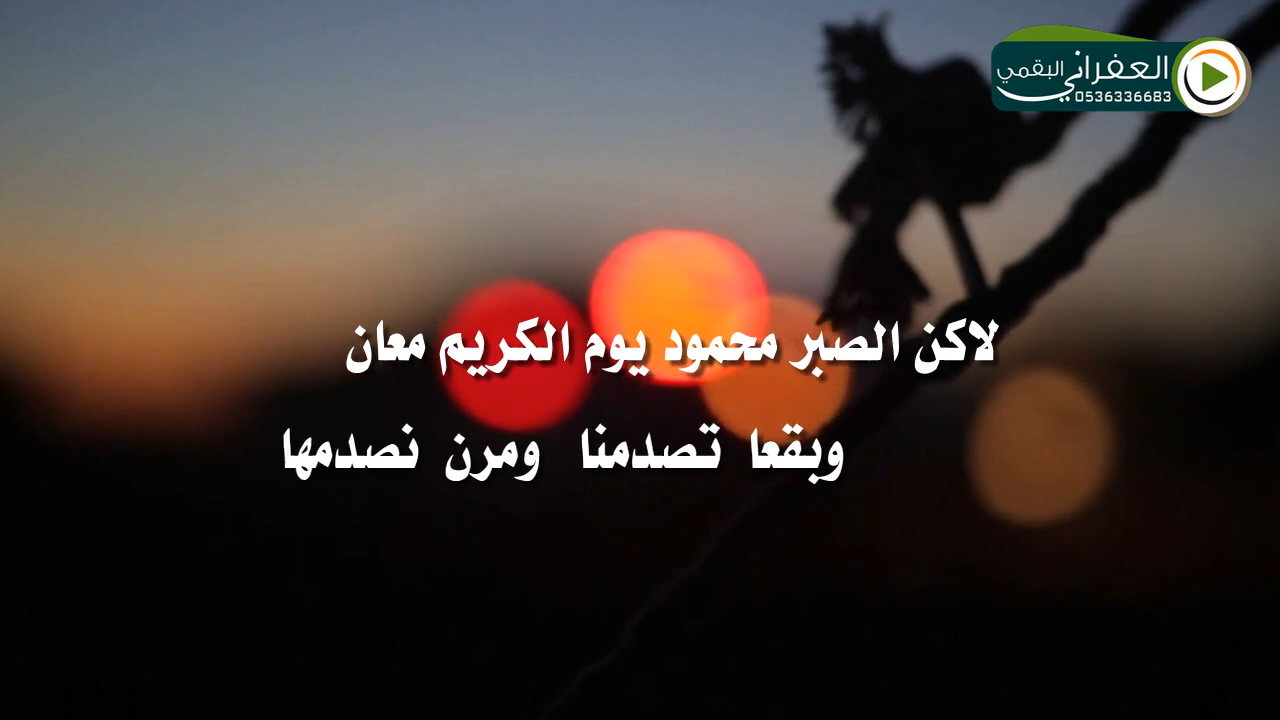 العفراني البقمي
0536336683
لاكن الصبر محمود يوم الكريم معان
وبقعا تصدمنا ومرن نصدمها